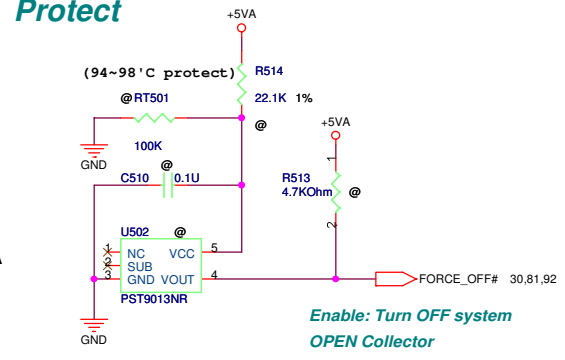 Protect
+5VA
(94~98'C protect)
R514
22.1K 1%
@RT501
@
100K
GND
+5VA
@
C510 0.1U
R513
4.7KOhm @
1
2
U502 @
1 NC VCC 5
2 SUB
3 GND VOUT 4
PST9013NR
FORCE_OFF# 30,81,92
GND
Enable: Turn OFF system
OPEN Collector